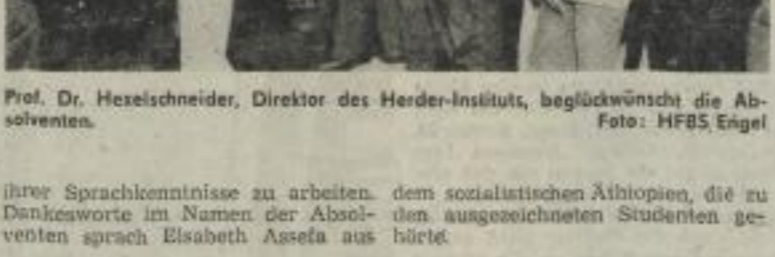 Prof. Dr. Hexelschneider, Direktor des Herder-Instituts, beglückwünscht die Ab-
solventen.
Foto: HFBS, Engel
ihrer Sprachkenntnisse zu arbeiten.
Dankesworte im Namen der Absol-
venten sprach Elsabeth Assefa aus
dem sozialistischen Äthiopien, die zu
den ausgezeichneten Studenten ge-
hörte.